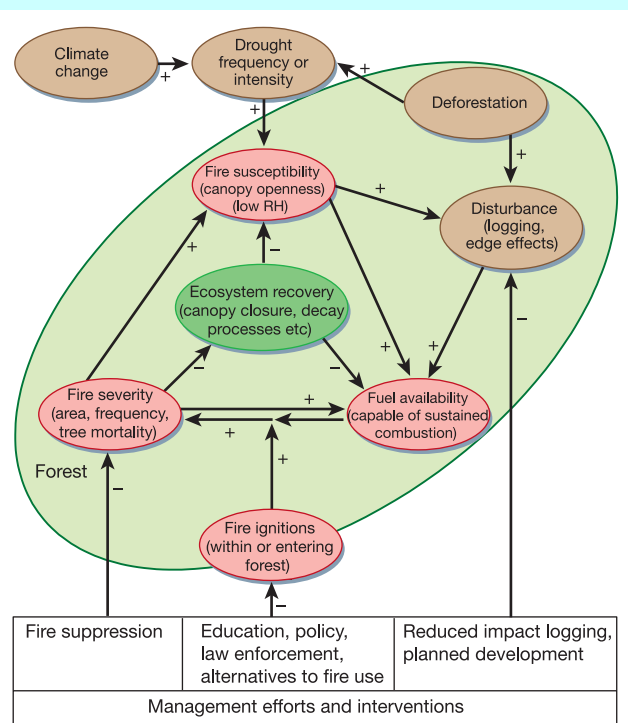 Climate
change
+
Drought
frequency or
intensity
+
Deforestation
+
+
Fire susceptibility
(canopy openness)
(low RH)
+
Disturbance
(logging,
edge effects)
+
–
Ecosystem recovery
(canopy closure, decay
processes etc)
–
–
–
+
+
Fire severity
(area, frequency,
tree mortality)
+
+
Fuel availability
(capable of sustained
combustion)
Forest
+
–
Fire ignitions
(within or entering
forest)
–
Fire suppression
Education, policy,
law enforcement,
alternatives to fire use
Reduced impact logging,
planned development
Management efforts and interventions